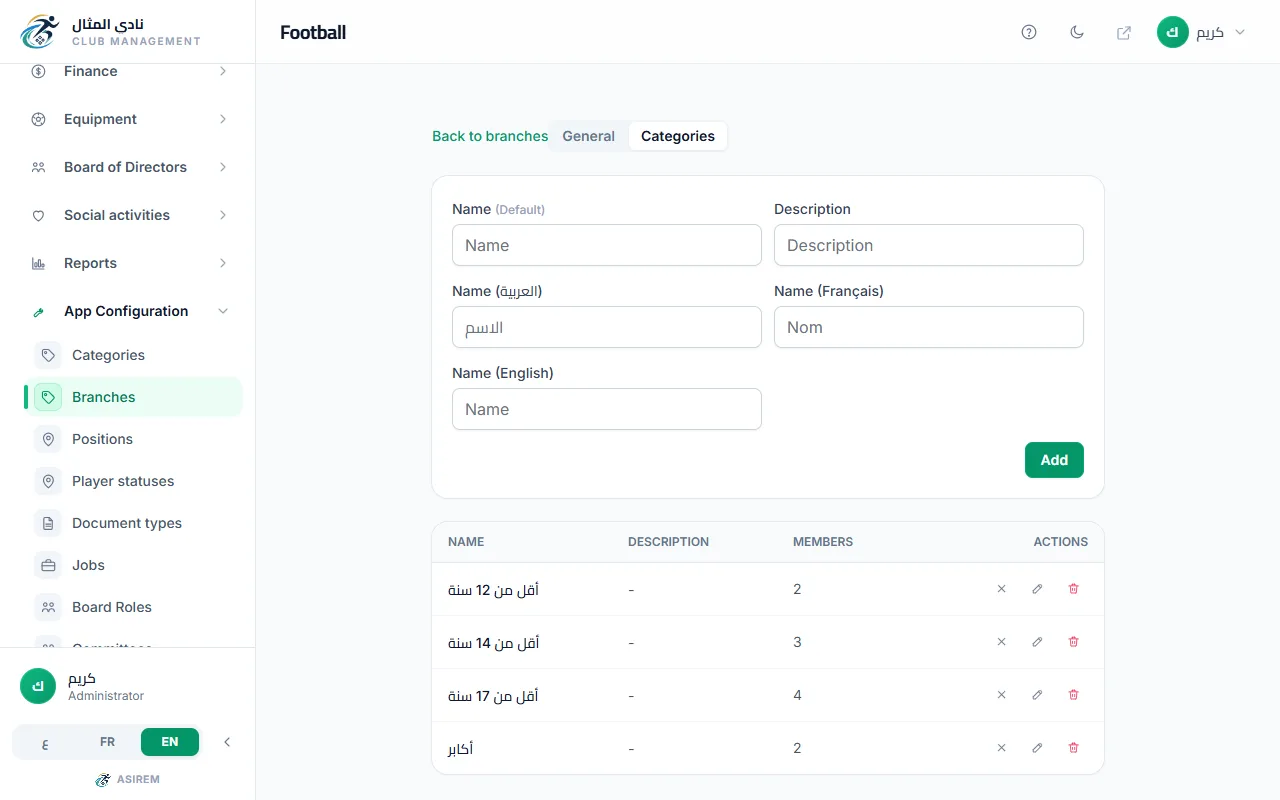 نادي المثال
CLUB MANAGEMENT
Football
كريم
Finance
Equipment
Board of Directors
Social activities
Reports
App Configuration
Categories
Branches
Positions
Player statuses
Document types
Jobs
Board Roles
Committees
كريم
Administrator
ع FR EN
ASIREM
Back to branches General Categories
Name (Default) Description
Name Description
Name (العربية) Name (Français)
الاسم Nom
Name (English)
Name
Add
NAME DESCRIPTION MEMBERS ACTIONS
أقل من 12 سنة - 2
أقل من 14 سنة - 3
أقل من 17 سنة - 4
أكابر - 2